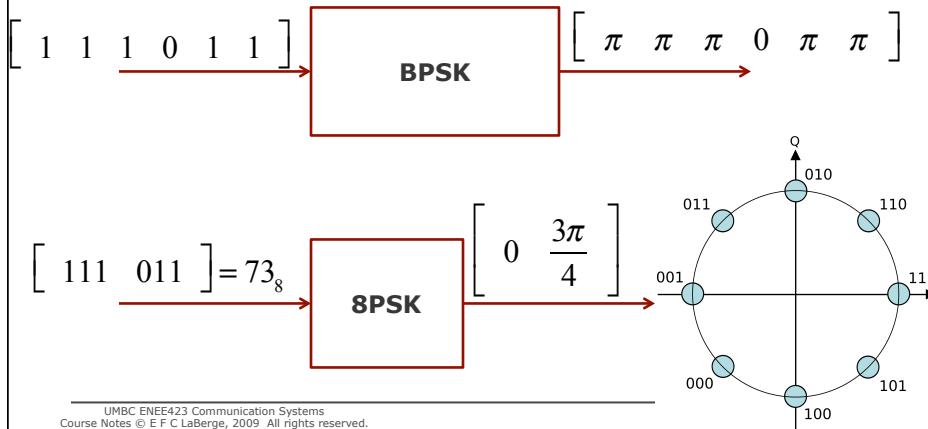 [ 1 1 1 0 1 1 ]
BPSK
[ π π π 0 π π ]
[ 111 011 ] = 73₈
8PSK
[ 0 3π/4 ]
Q
010
011
110
001
11
000
101
100
UMBC ENEE423 Communication Systems
Course Notes © E F C LaBerge, 2009 All rights reserved.